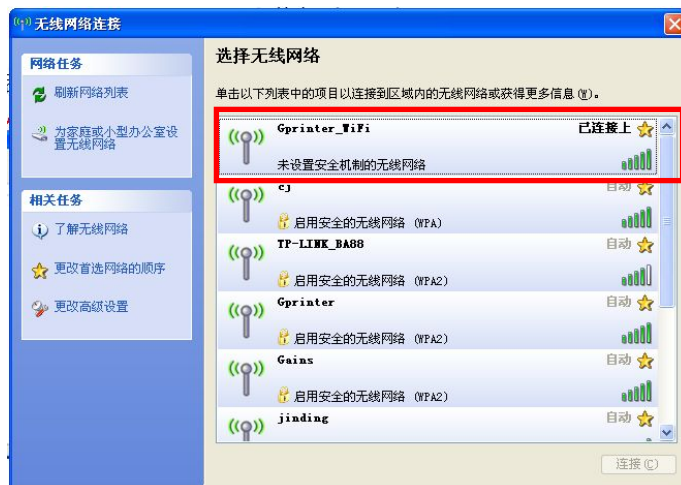 无线网络连接
网络任务
刷新网络列表
为家庭或小型办公室设
置无线网络
相关任务
了解无线网络
更改首选网络的顺序
更改高级设置
选择无线网络
单击以下列表中的项目以连接到区域内的无线网络或获得更多信息(W)。
Gprinter_WiFi 已连接上
未设置安全机制的无线网络
cj 自动
启用安全的无线网络 (WPA)
TP-LINK_BA88 自动
启用安全的无线网络 (WPA2)
Gprinter 自动
启用安全的无线网络 (WPA2)
Gains 自动
启用安全的无线网络 (WPA2)
jinding 自动
连接(C)